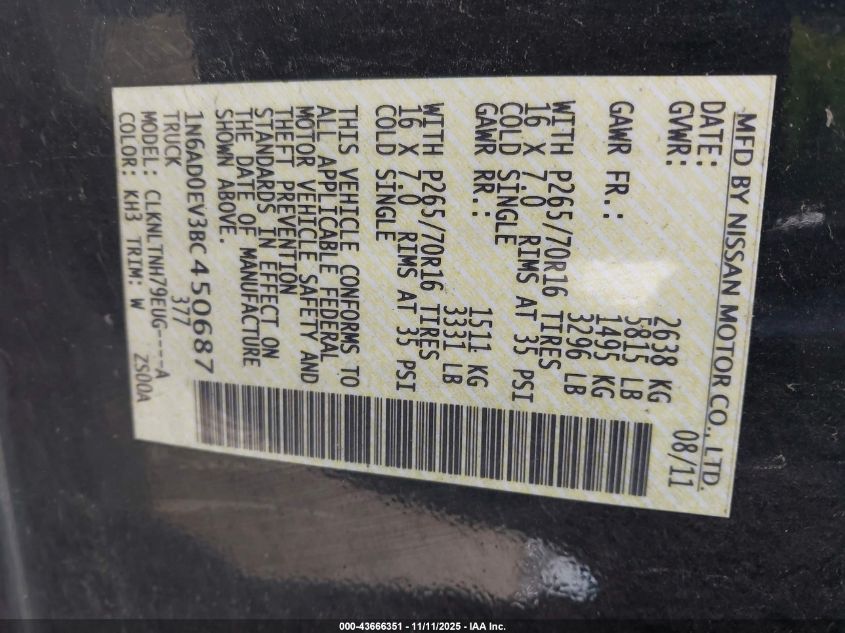 MFD BY NISSAN MOTOR CO., LTD.
DATE: 08/11
GVWR: 2638 KG
5815 LB
GAWR FR.: 1495 KG
3296 LB
WITH P265/70R16 TIRES
16 X 7.0 RIMS AT 35 PSI
COLD SINGLE
GAWR RR.: 1511 KG
3331 LB
WITH P265/70R16 TIRES
16 X 7.0 RIMS AT 35 PSI
COLD SINGLE
THIS VEHICLE CONFORMS TO
ALL APPLICABLE FEDERAL
MOTOR VEHICLE SAFETY AND
THEFT PREVENTION
STANDARDS IN EFFECT ON
THE DATE OF MANUFACTURE
SHOWN ABOVE.
1N6AD0EV3BC450687
TRUCK 377
MODEL: CLKNLTNH79EUG----A
COLOR: KH3 TRIM: W ZS00A
000-43666351 - 11/11/2025 - IAA Inc.